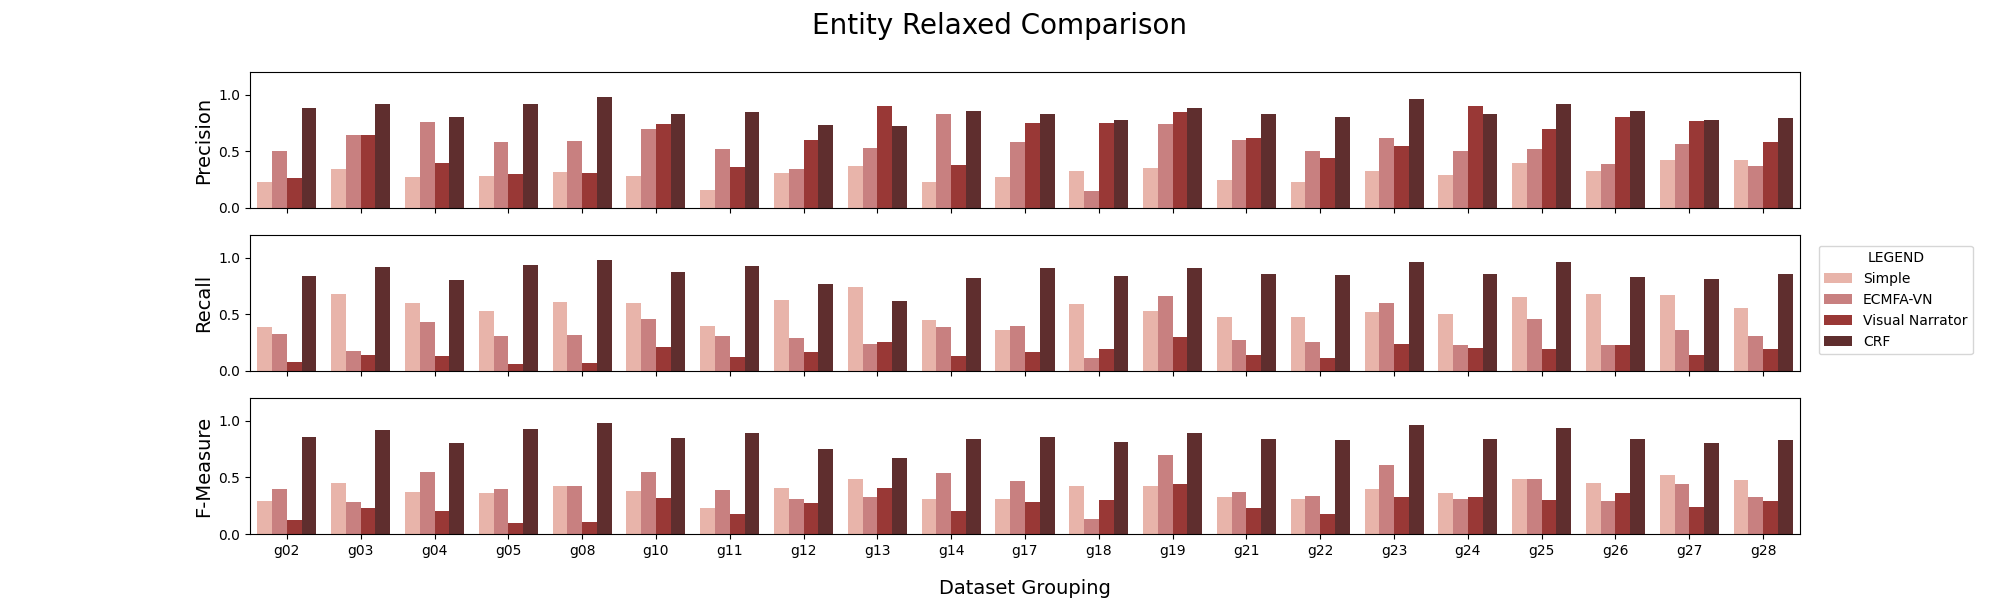 Entity Relaxed Comparison
Precision
1.0
0.5
0.0
Recall
1.0
0.5
0.0
LEGEND
Simple
ECMFA-VN
Visual Narrator
CRF
F-Measure
1.0
0.5
0.0
g02 g03 g04 g05 g08 g10 g11 g12 g13 g14 g17 g18 g19 g21 g22 g23 g24 g25 g26 g27 g28
Dataset Grouping